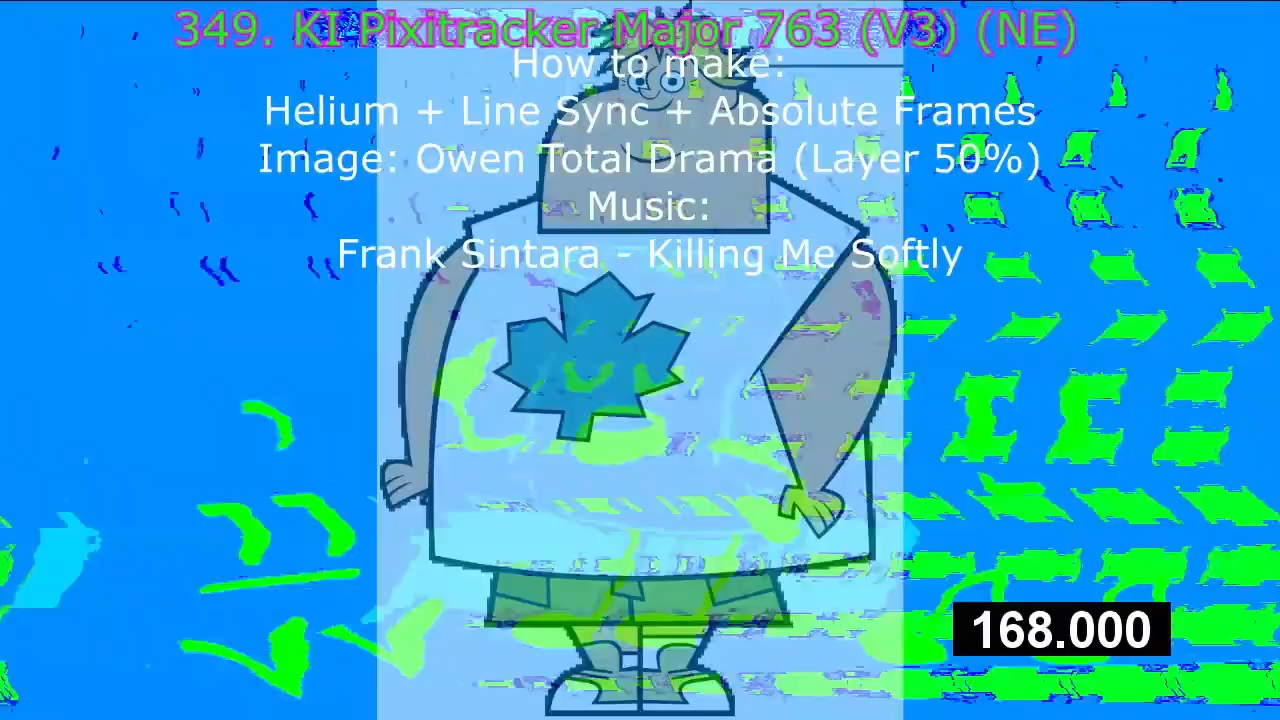 349. KI Pixitracker Major 763 (V3) (NE)
How to make:
Helium + Line Sync + Absolute Frames
Image: Owen Total Drama (Layer 50%)
Music:
Frank Sintara - Killing Me Softly
168.000